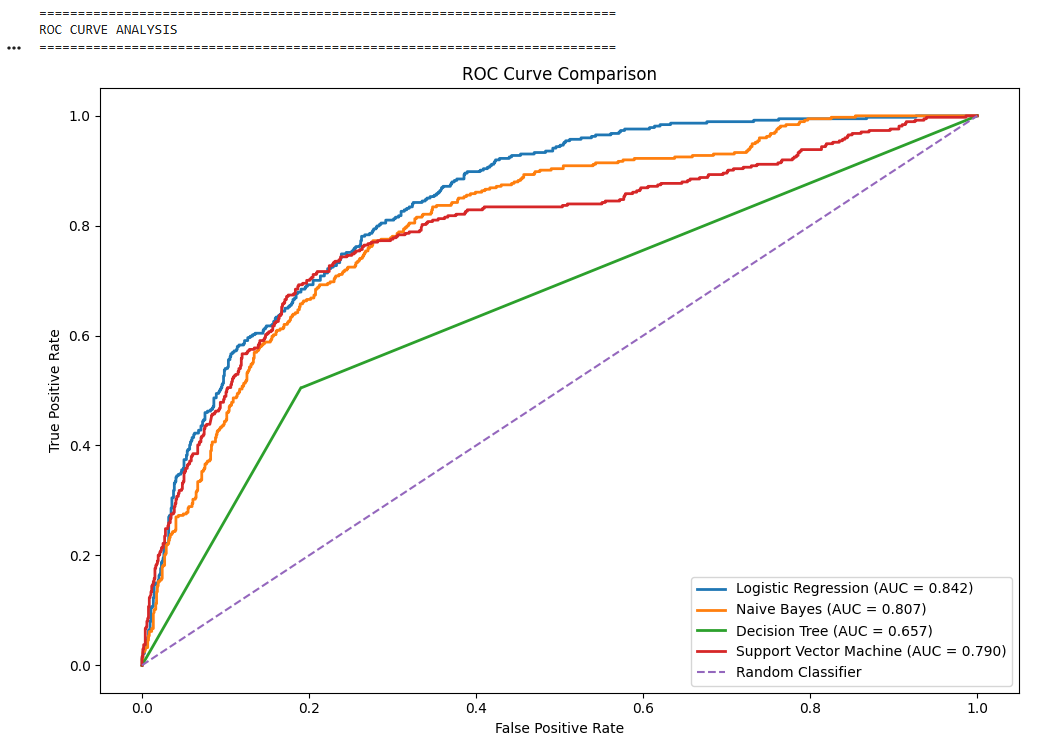 ===========================================================================
ROC CURVE ANALYSIS
===========================================================================
ROC Curve Comparison
1.0
0.8
0.6
0.4
0.2
0.0
True Positive Rate
Logistic Regression (AUC = 0.842)
Naive Bayes (AUC = 0.807)
Decision Tree (AUC = 0.657)
Support Vector Machine (AUC = 0.790)
Random Classifier
0.0 0.2 0.4 0.6 0.8 1.0
False Positive Rate